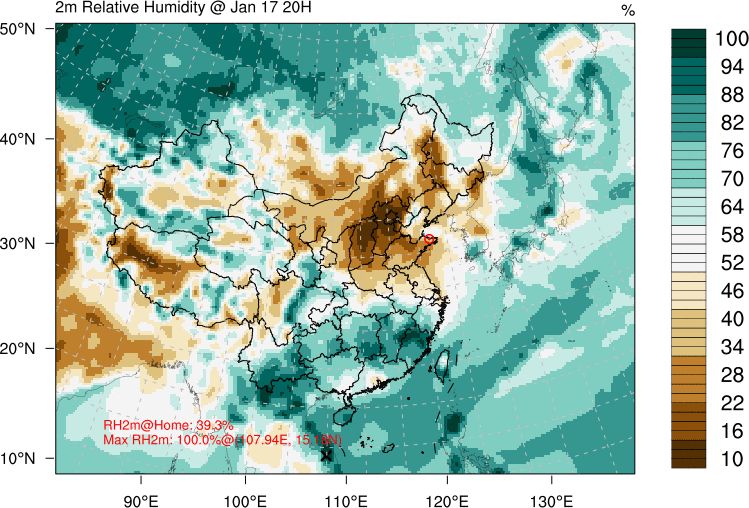 2m Relative Humidity @ Jan 17 20H
%
50°N
40°N
30°N
20°N
10°N
90°E
100°E
110°E
120°E
130°E
RH2m@Home: 39.3%
Max RH2m: 100.0%@(107.94E, 15.18N)
100
94
88
82
76
70
64
58
52
46
40
34
28
22
16
10